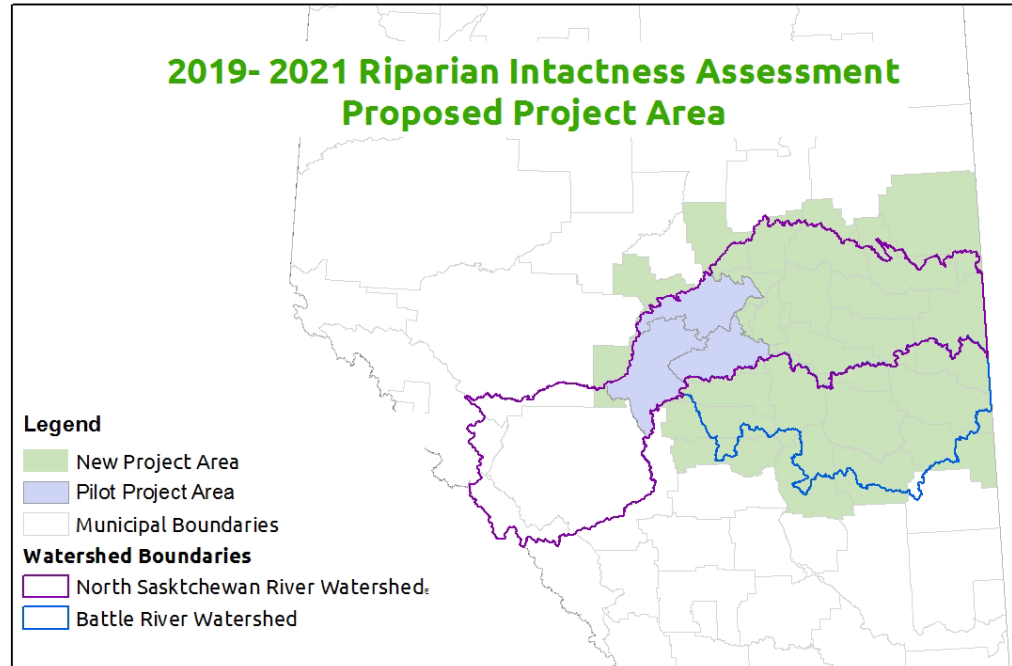 2019- 2021 Riparian Intactness Assessment
Proposed Project Area
Legend
New Project Area
Pilot Project Area
Municipal Boundaries
Watershed Boundaries
North Sasktchewan River Watershed
Battle River Watershed